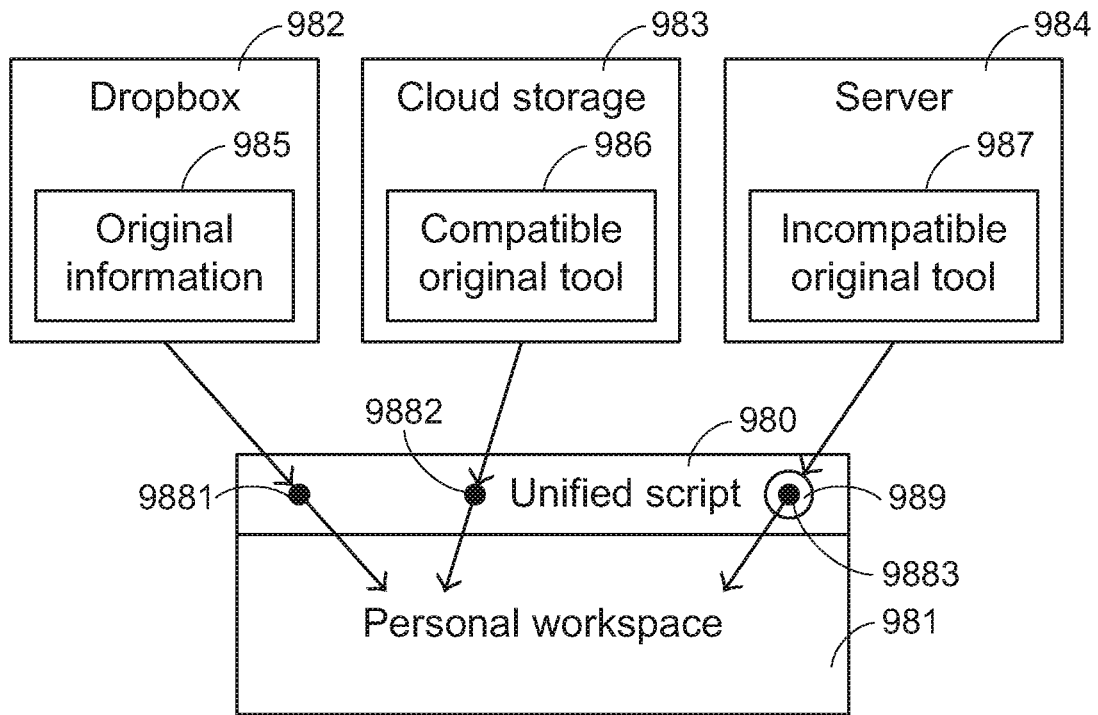 982
983
984
Dropbox
Cloud storage
Server
985
986
987
Original
information
Compatible
original tool
Incompatible
original tool
9882
980
9881
Unified script
989
9883
Personal workspace
981